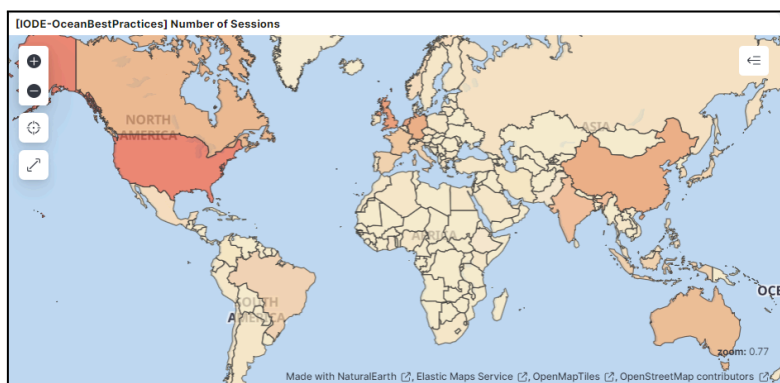 [IODE-OceanBestPractices] Number of Sessions
NORTH
AMERICA
ASIA
AFRICA
SOUTH
AMERICA
OCE
zoom: 0.77
Made with NaturalEarth , Elastic Maps Service , OpenMapTiles , OpenStreetMap contributors